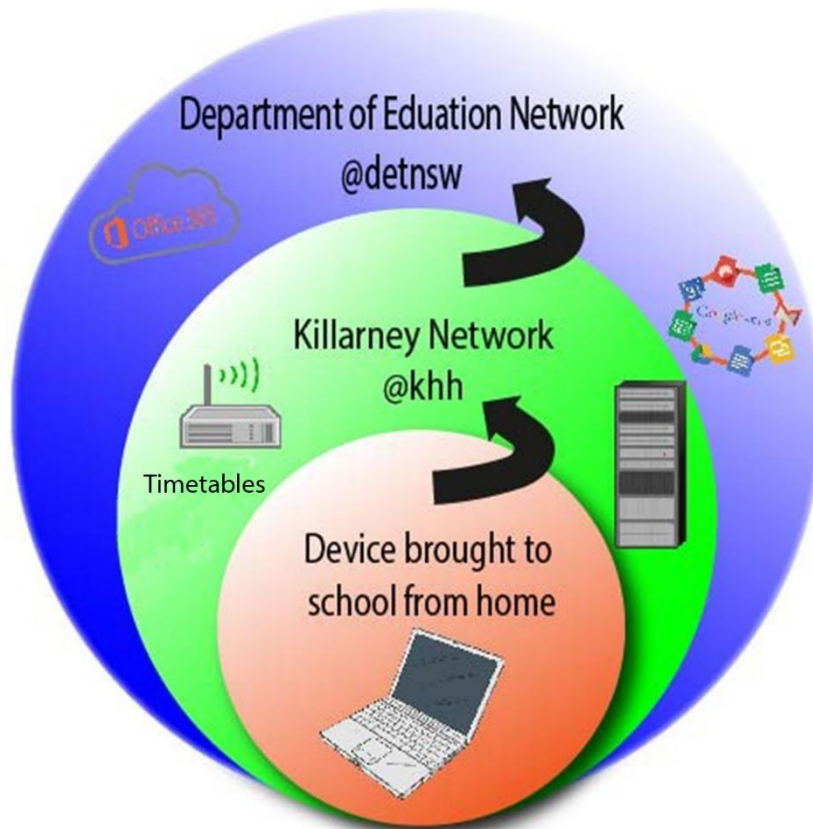 Department of Eduation Network
@detnsw
Office 365
Killarney Network
@khh
Timetables
Device brought to
school from home